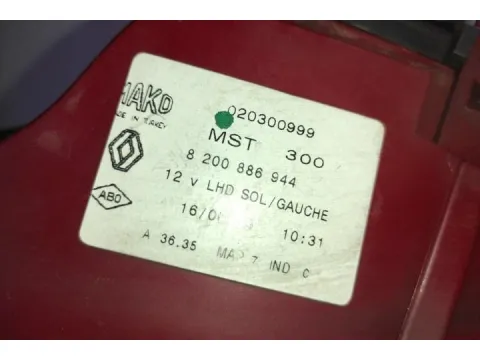 MAKO
020300999
MADE IN TURKEY
MST 300
8 200 886 944
12 V LHD SOL/GAUCHE
ABO
10:31
A 36.35 IND